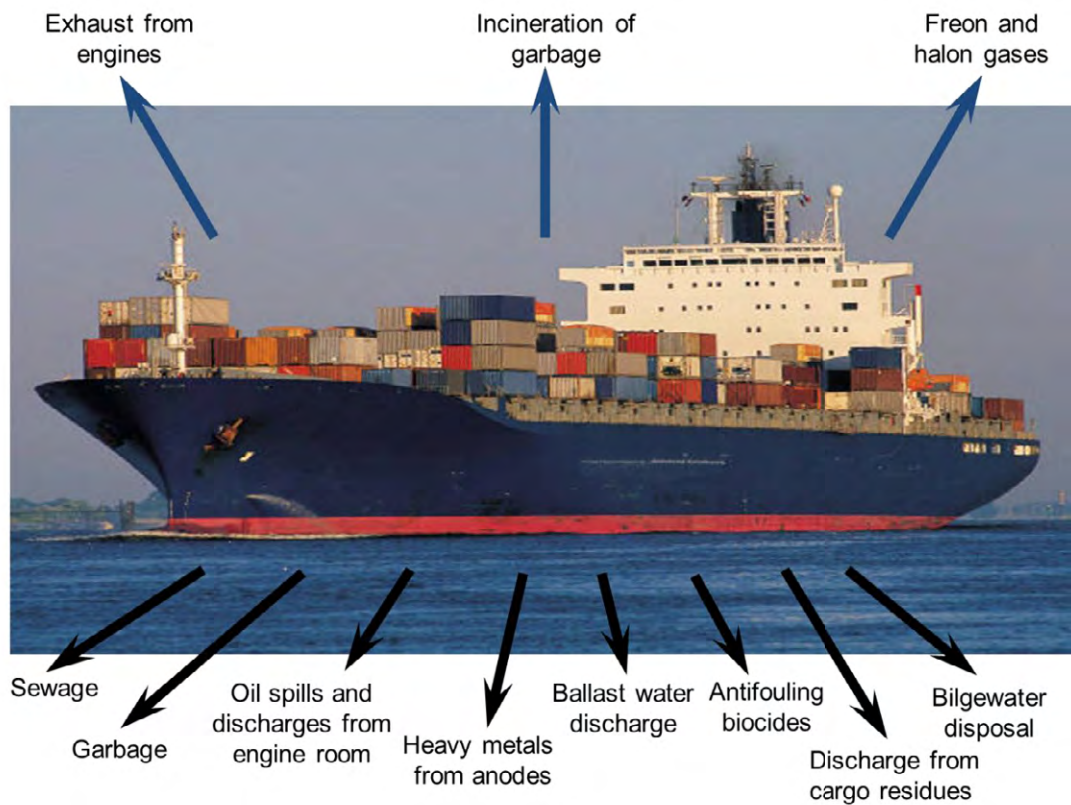 Exhaust from
engines
Incineration of
garbage
Freon and
halon gases
Sewage
Garbage
Oil spills and
discharges from
engine room
Heavy metals
from anodes
Ballast water
discharge
Antifouling
biocides
Discharge from
cargo residues
Bilgewater
disposal